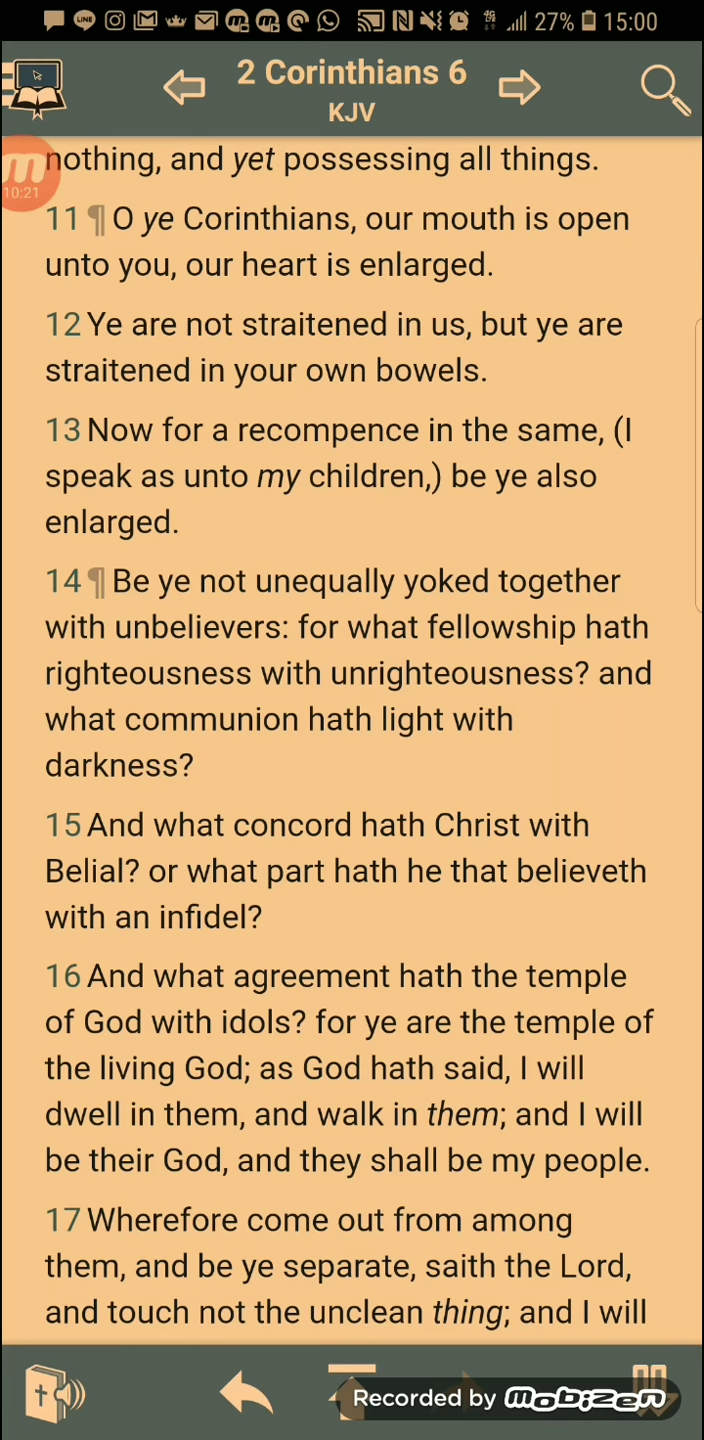 LINE
4G
27%
15:00
2 Corinthians 6
KJV
10:21
nothing, and yet possessing all things.
11 ¶ O ye Corinthians, our mouth is open
unto you, our heart is enlarged.
12 Ye are not straitened in us, but ye are
straitened in your own bowels.
13 Now for a recompence in the same, (I
speak as unto my children,) be ye also
enlarged.
14 ¶ Be ye not unequally yoked together
with unbelievers: for what fellowship hath
righteousness with unrighteousness? and
what communion hath light with
darkness?
15 And what concord hath Christ with
Belial? or what part hath he that believeth
with an infidel?
16 And what agreement hath the temple
of God with idols? for ye are the temple of
the living God; as God hath said, I will
dwell in them, and walk in them; and I will
be their God, and they shall be my people.
17 Wherefore come out from among
them, and be ye separate, saith the Lord,
and touch not the unclean thing; and I will
Recorded by mobizen